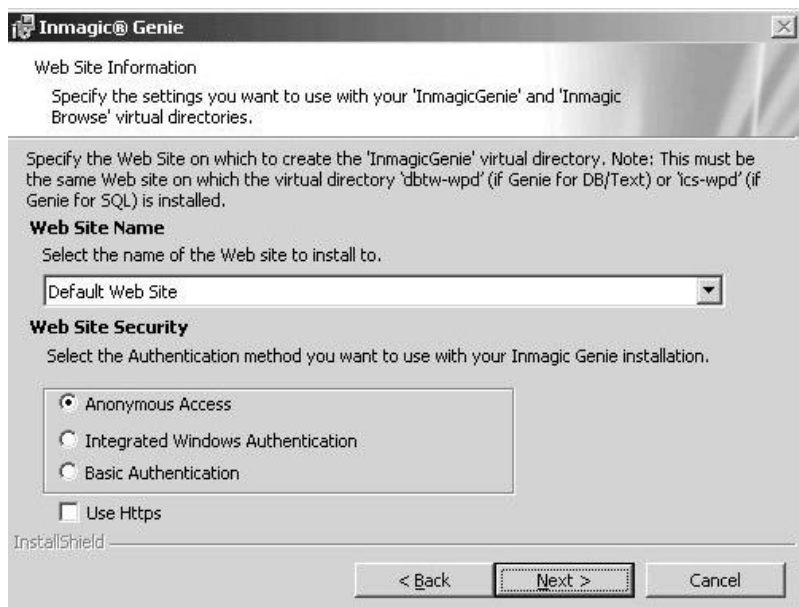 Inmagic® Genie
Web Site Information
Specify the settings you want to use with your 'InmagicGenie' and 'Inmagic
Browse' virtual directories.
Specify the Web Site on which to create the 'InmagicGenie' virtual directory. Note: This must be
the same Web site on which the virtual directory 'dbtw-wpd' (if Genie for DB/Text) or 'ics-wpd' (if
Genie for SQL) is installed.
Web Site Name
Select the name of the Web site to install to.
Default Web Site
Web Site Security
Select the Authentication method you want to use with your Inmagic Genie installation.
Anonymous Access
Integrated Windows Authentication
Basic Authentication
Use Https
InstallShield
< Back Next > Cancel